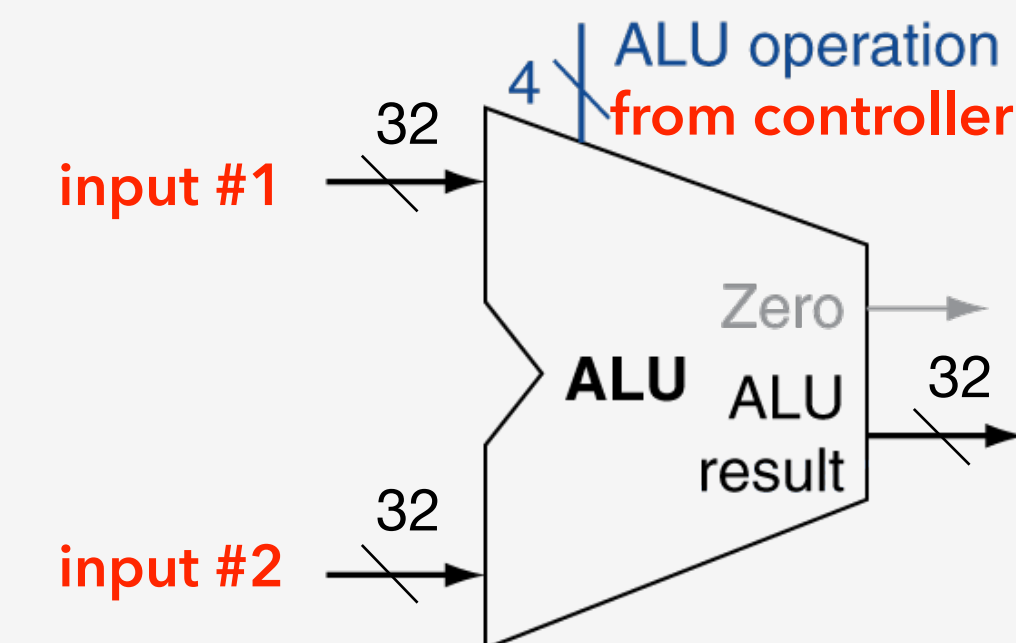 ALU operation
4
from controller
32
input #1
Zero
32
ALU
ALU
result
32
input #2